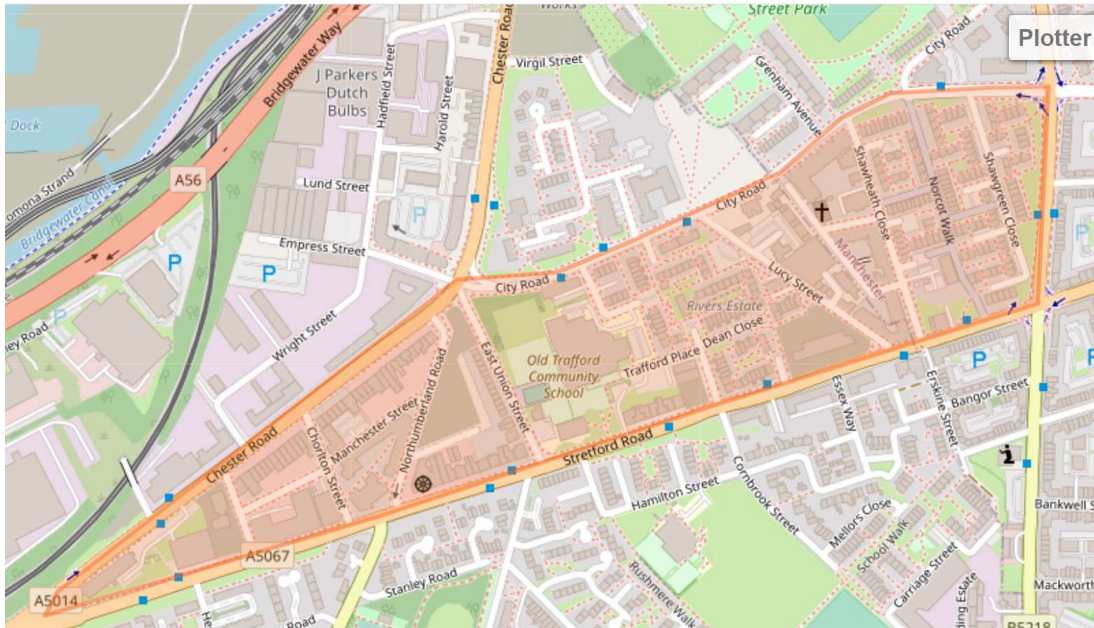 Works
Street Park
Plotter
City Road
Chester Road
Virgil Street
Grenham Avenue
Bridgewater Way
J Parkers
Dutch
Bulbs
Hadfield Street
Harold Street
Dock
A56
Lund Street
P
Bridgewater Canal
Pomona Strand
Empress Street
P
P
City Road
Shawheath Close
Norcot Walk
Shawgreen Close
Manchester
P
City Road
Lucy Street
Rivers Estate
Wright Street
East Union Street
Old Trafford
Community
School
Trafford Place
Dean Close
P
P
Northumberland Road
Manchester Street
Chorlton Street
Chester Road
Stretford Road
Essex Way
Erskine Street
Bangor Street
Cornbrook Street
Hamilton Street
Mellors Close
School Walk
Bankwell S
A5067
Stanley Road
A5014
Rushmere Walk
Carriage Street
Mackworth
Road
B5218